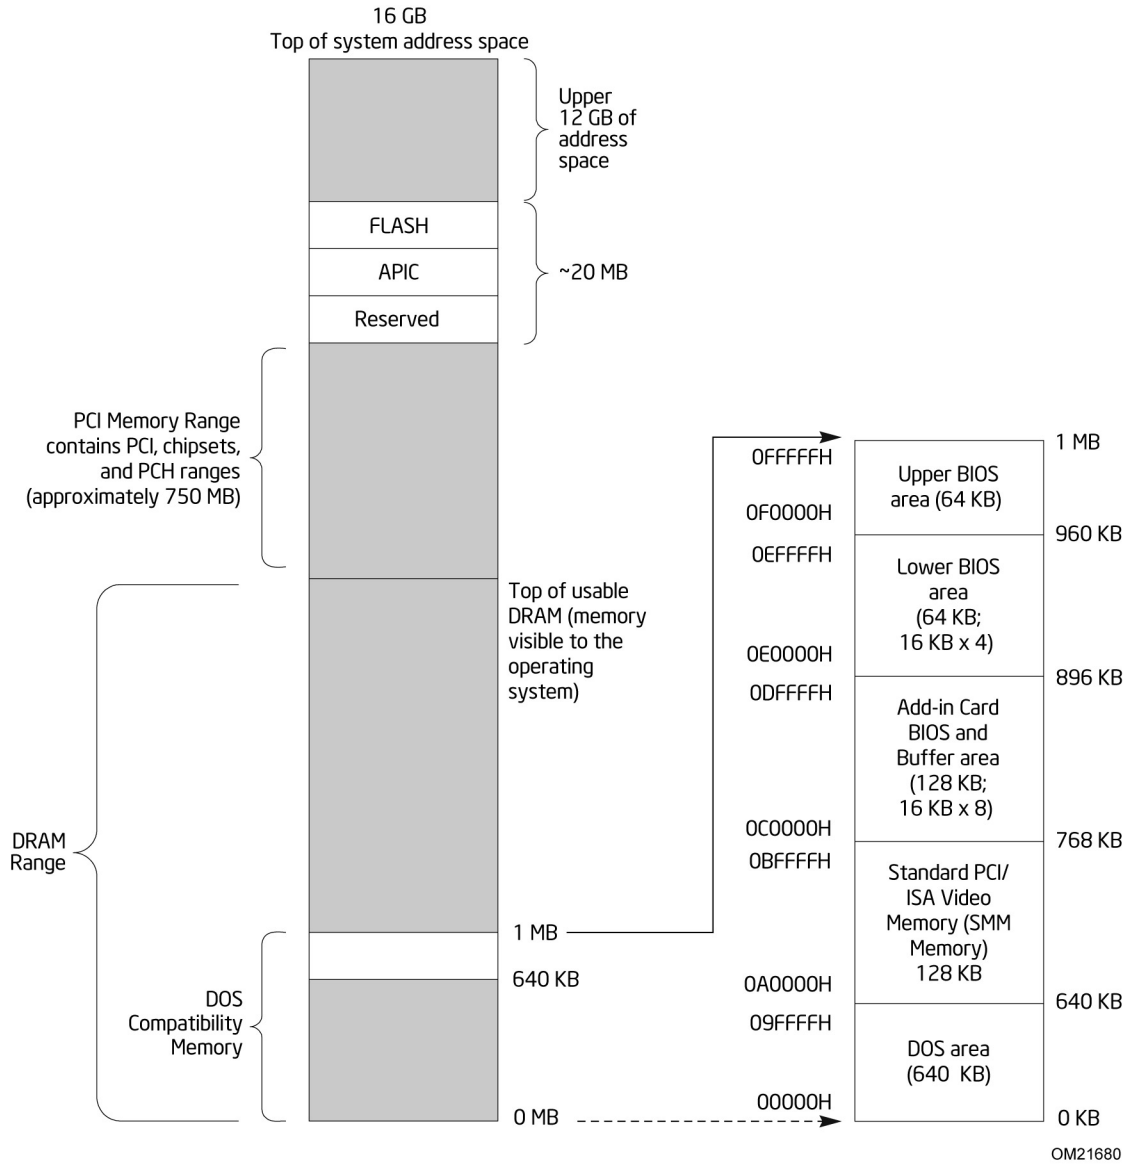 16 GB
Top of system address space
Upper
12 GB of
address
space
FLASH
APIC
Reserved
~20 MB
PCI Memory Range
contains PCI, chipsets,
and PCH ranges
(approximately 750 MB)
Top of usable
DRAM (memory
visible to the
operating
system)
DRAM
Range
1 MB
640 KB
DOS
Compatibility
Memory
0 MB
0FFFFFH
0F0000H
0EFFFFH
0E0000H
0DFFFFH
0C0000H
0BFFFFH
0A0000H
09FFFFH
00000H
Upper BIOS
area (64 KB)
Lower BIOS
area
(64 KB;
16 KB x 4)
Add-in Card
BIOS and
Buffer area
(128 KB;
16 KB x 8)
Standard PCI/
ISA Video
Memory (SMM
Memory)
128 KB
DOS area
(640 KB)
1 MB
960 KB
896 KB
768 KB
640 KB
0 KB
OM21680